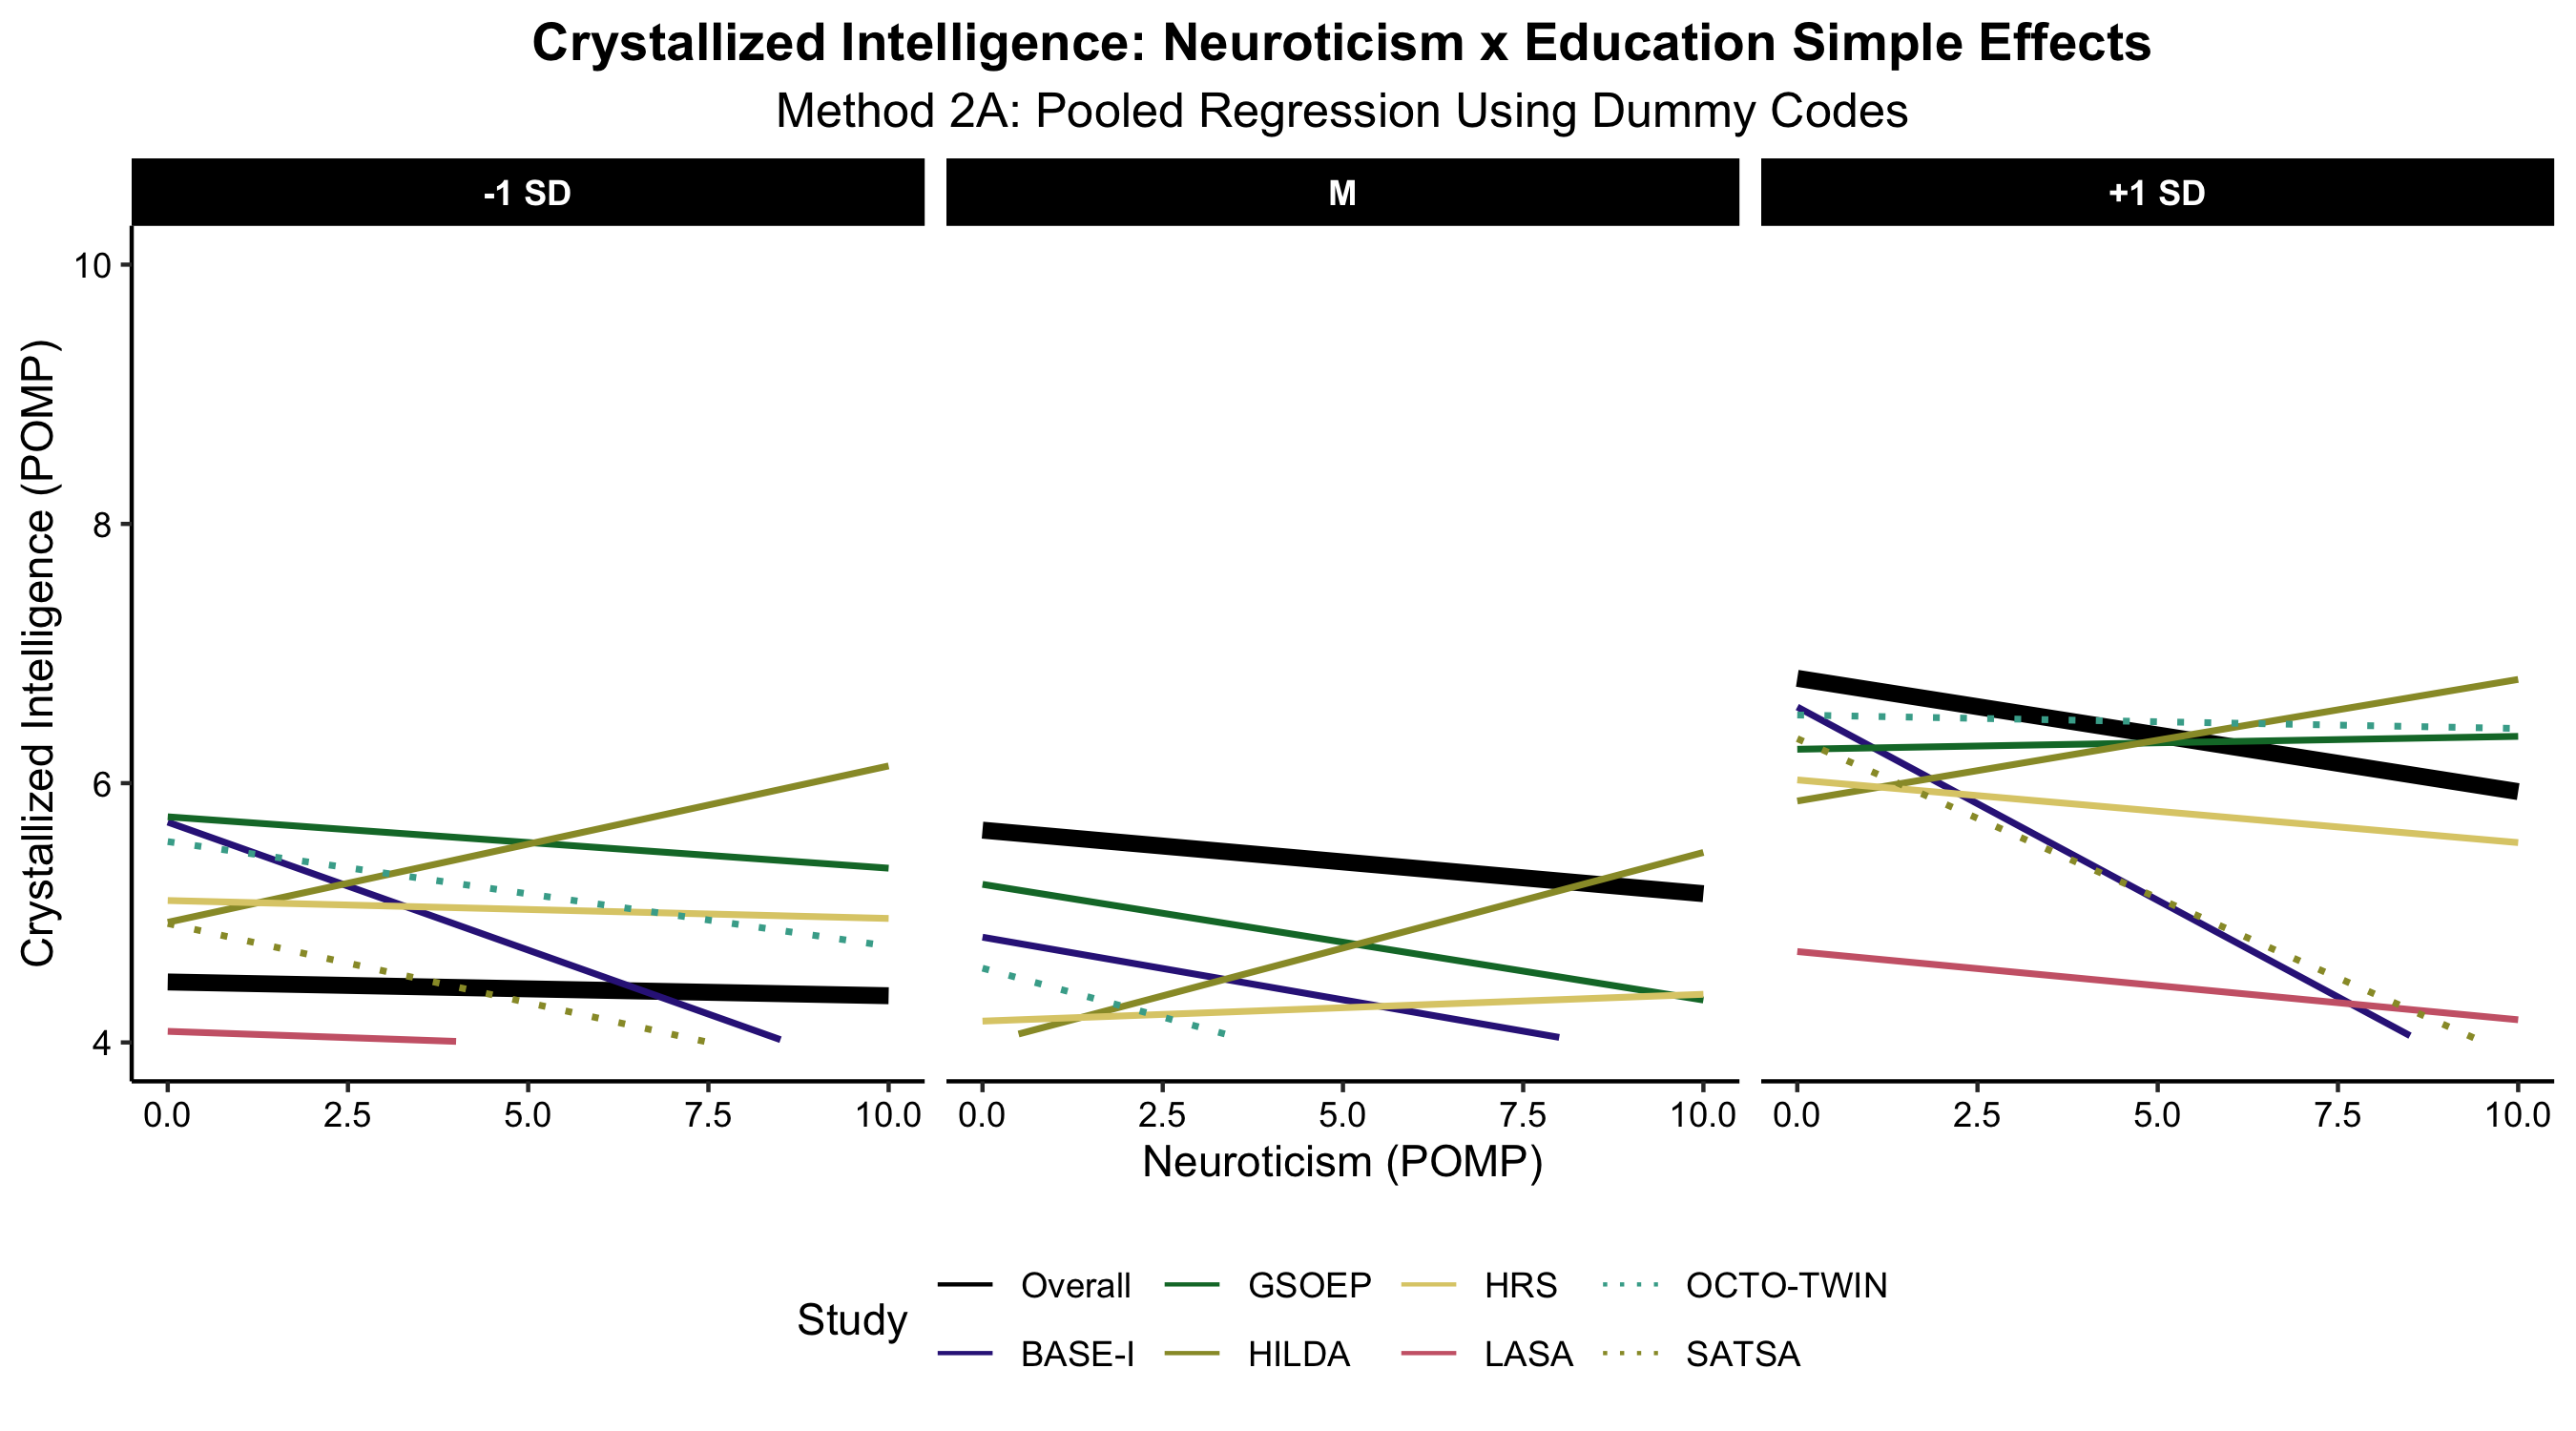 Crystallized Intelligence: Neuroticism x Education Simple Effects
Method 2A: Pooled Regression Using Dummy Codes
-1 SD
M
+1 SD
Crystallized Intelligence (POMP)
10
8
6
4
0.0 2.5 5.0 7.5 10.0
0.0 2.5 5.0 7.5 10.0
0.0 2.5 5.0 7.5 10.0
Neuroticism (POMP)
Study
Overall GSOEP HRS OCTO-TWIN
BASE-I HILDA LASA SATSA